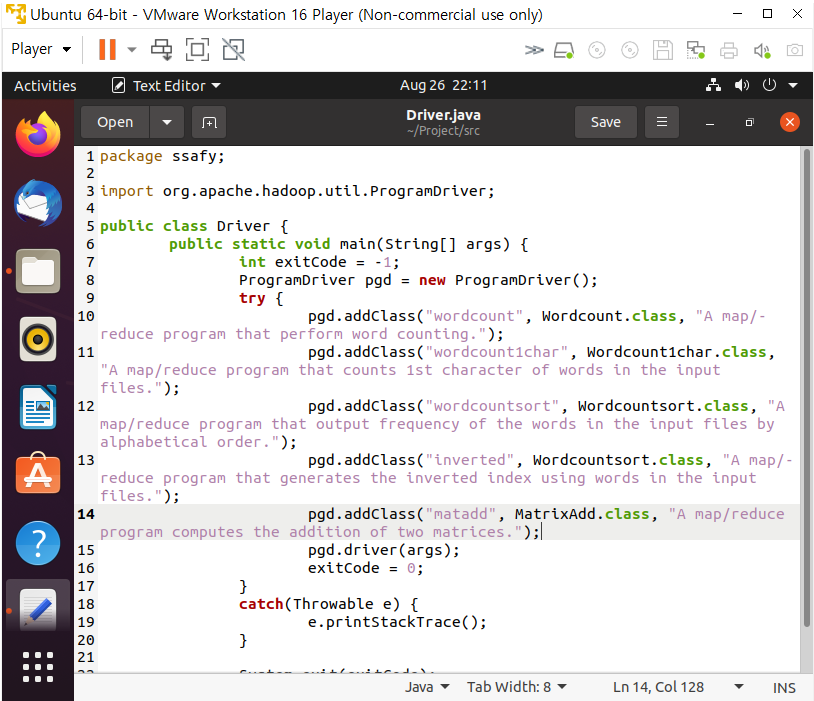 Ubuntu 64-bit - VMware Workstation 16 Player (Non-commercial use only)
Player
Activities
Text Editor
Aug 26 22:11
Open
Driver.java
~/Project/src
Save
1 package ssafy;
2
3 import org.apache.hadoop.util.ProgramDriver;
4
5 public class Driver {
6 public static void main(String[] args) {
7 int exitCode = -1;
8 ProgramDriver pgd = new ProgramDriver();
9 try {
10 pgd.addClass("wordcount", Wordcount.class, "A map/-
reduce program that perform word counting.");
11 pgd.addClass("wordcount1char", Wordcount1char.class,
"A map/reduce program that counts 1st character of words in the input
files.");
12 pgd.addClass("wordcountsort", Wordcountsort.class, "A
map/reduce program that output frequency of the words in the input files by
alphabetical order.");
13 pgd.addClass("inverted", Wordcountsort.class, "A map/-
reduce program that generates the inverted index using words in the input
files.");
14 pgd.addClass("matadd", MatrixAdd.class, "A map/reduce
program computes the addition of two matrices.");
15 pgd.driver(args);
16 exitCode = 0;
17 }
18 catch(Throwable e) {
19 e.printStackTrace();
20 }
21
22 System.exit(exitCode);
Java
Tab Width: 8
Ln 14, Col 128
INS